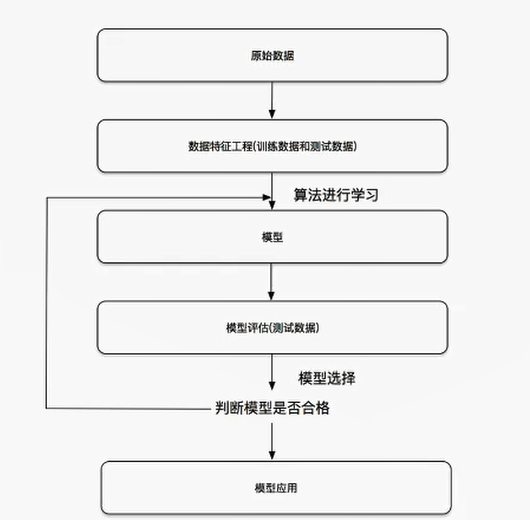 原始数据
数据特征工程(训练数据和测试数据)
算法进行学习
模型
模型评估(测试数据)
模型选择
判断模型是否合格
模型应用